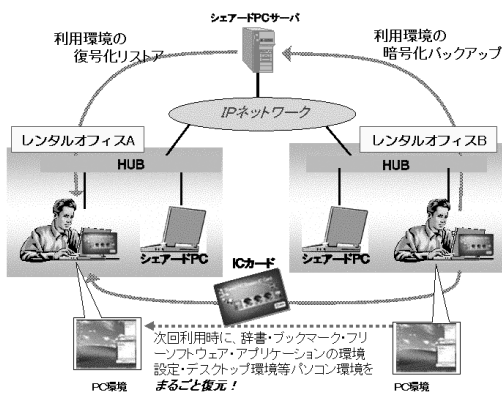 シェアードPCサーバ
利用環境の
復号化リストア
利用環境の
暗号化バックアップ
IPネットワーク
レンタルオフィスA
レンタルオフィスB
HUB
HUB
シェアードPC
シェアードPC
ICカード
次回利用時に、辞書・ブックマーク・フリ
ーソフトウェア・アプリケーションの環境
設定・デスクトップ環境等パソコン環境を
まるごと復元！
PC環境
PC環境